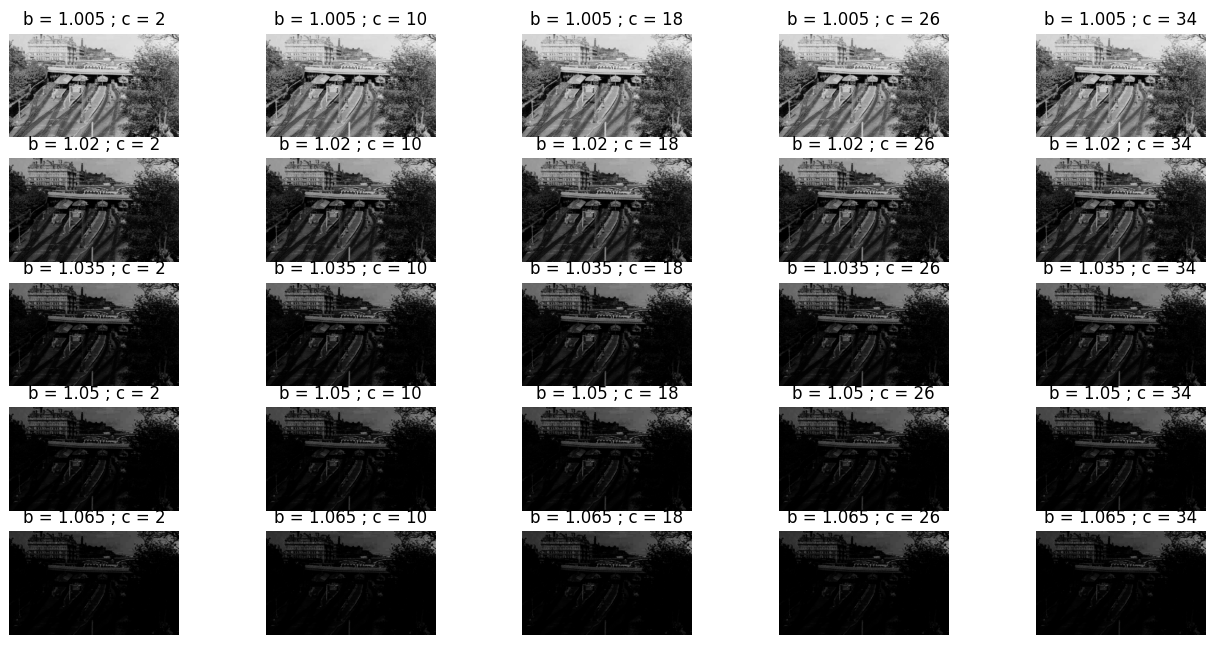 b = 1.005 ; c = 2 b = 1.005 ; c = 10 b = 1.005 ; c = 18 b = 1.005 ; c = 26 b = 1.005 ; c = 34
b = 1.02 ; c = 2 b = 1.02 ; c = 10 b = 1.02 ; c = 18 b = 1.02 ; c = 26 b = 1.02 ; c = 34
b = 1.035 ; c = 2 b = 1.035 ; c = 10 b = 1.035 ; c = 18 b = 1.035 ; c = 26 b = 1.035 ; c = 34
b = 1.05 ; c = 2 b = 1.05 ; c = 10 b = 1.05 ; c = 18 b = 1.05 ; c = 26 b = 1.05 ; c = 34
b = 1.065 ; c = 2 b = 1.065 ; c = 10 b = 1.065 ; c = 18 b = 1.065 ; c = 26 b = 1.065 ; c = 34